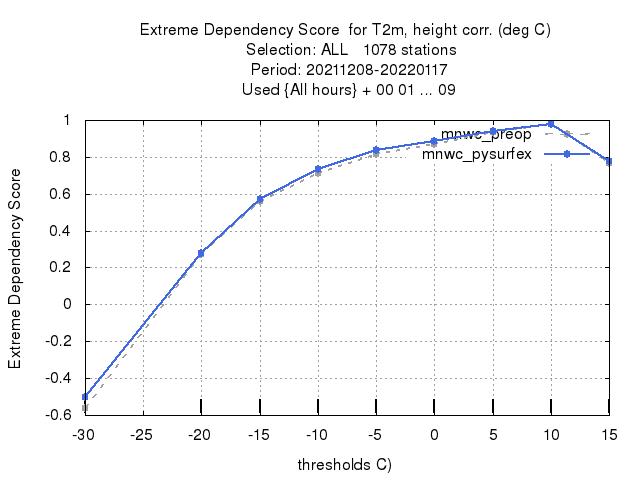 Extreme Dependency Score  for T2m, height corr. (deg C)
Selection: ALL   1078 stations
Period: 20211208-20220117
Used {All hours} + 00 01 ... 09
Extreme Dependency Score
1
0.8
0.6
0.4
0.2
0
-0.2
-0.4
-0.6
mnwc_preop
mnwc_pysurfex
-30 -25 -20 -15 -10 -5 0 5 10 15
thresholds C)